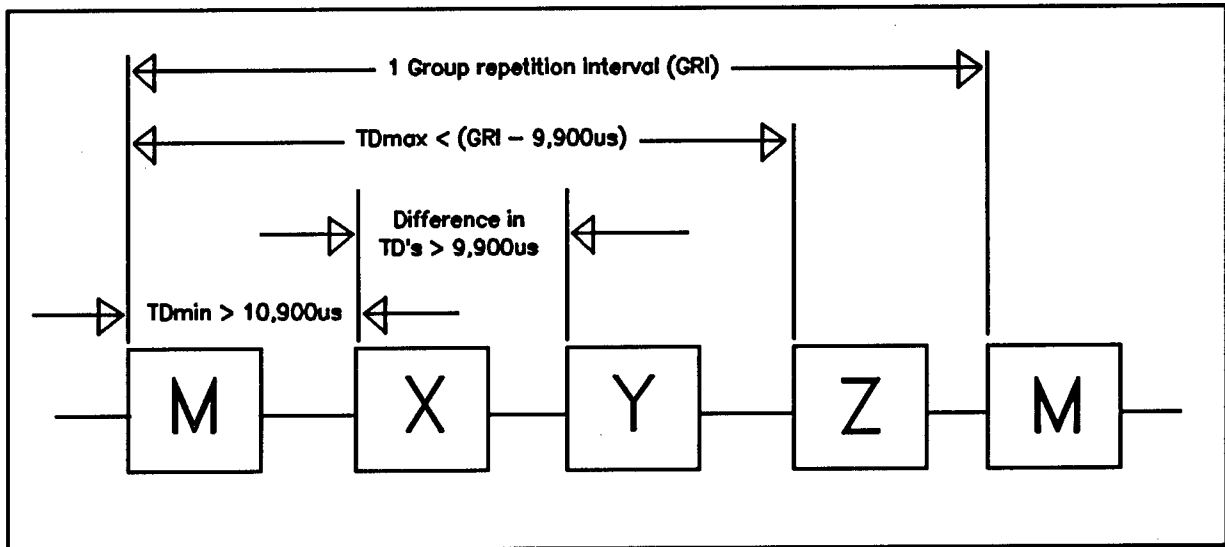 1 Group repetition interval (GRI)
TDmax < (GRI – 9,900us)
Difference in
TD's > 9,900us
TDmin > 10,900us
M X Y Z M